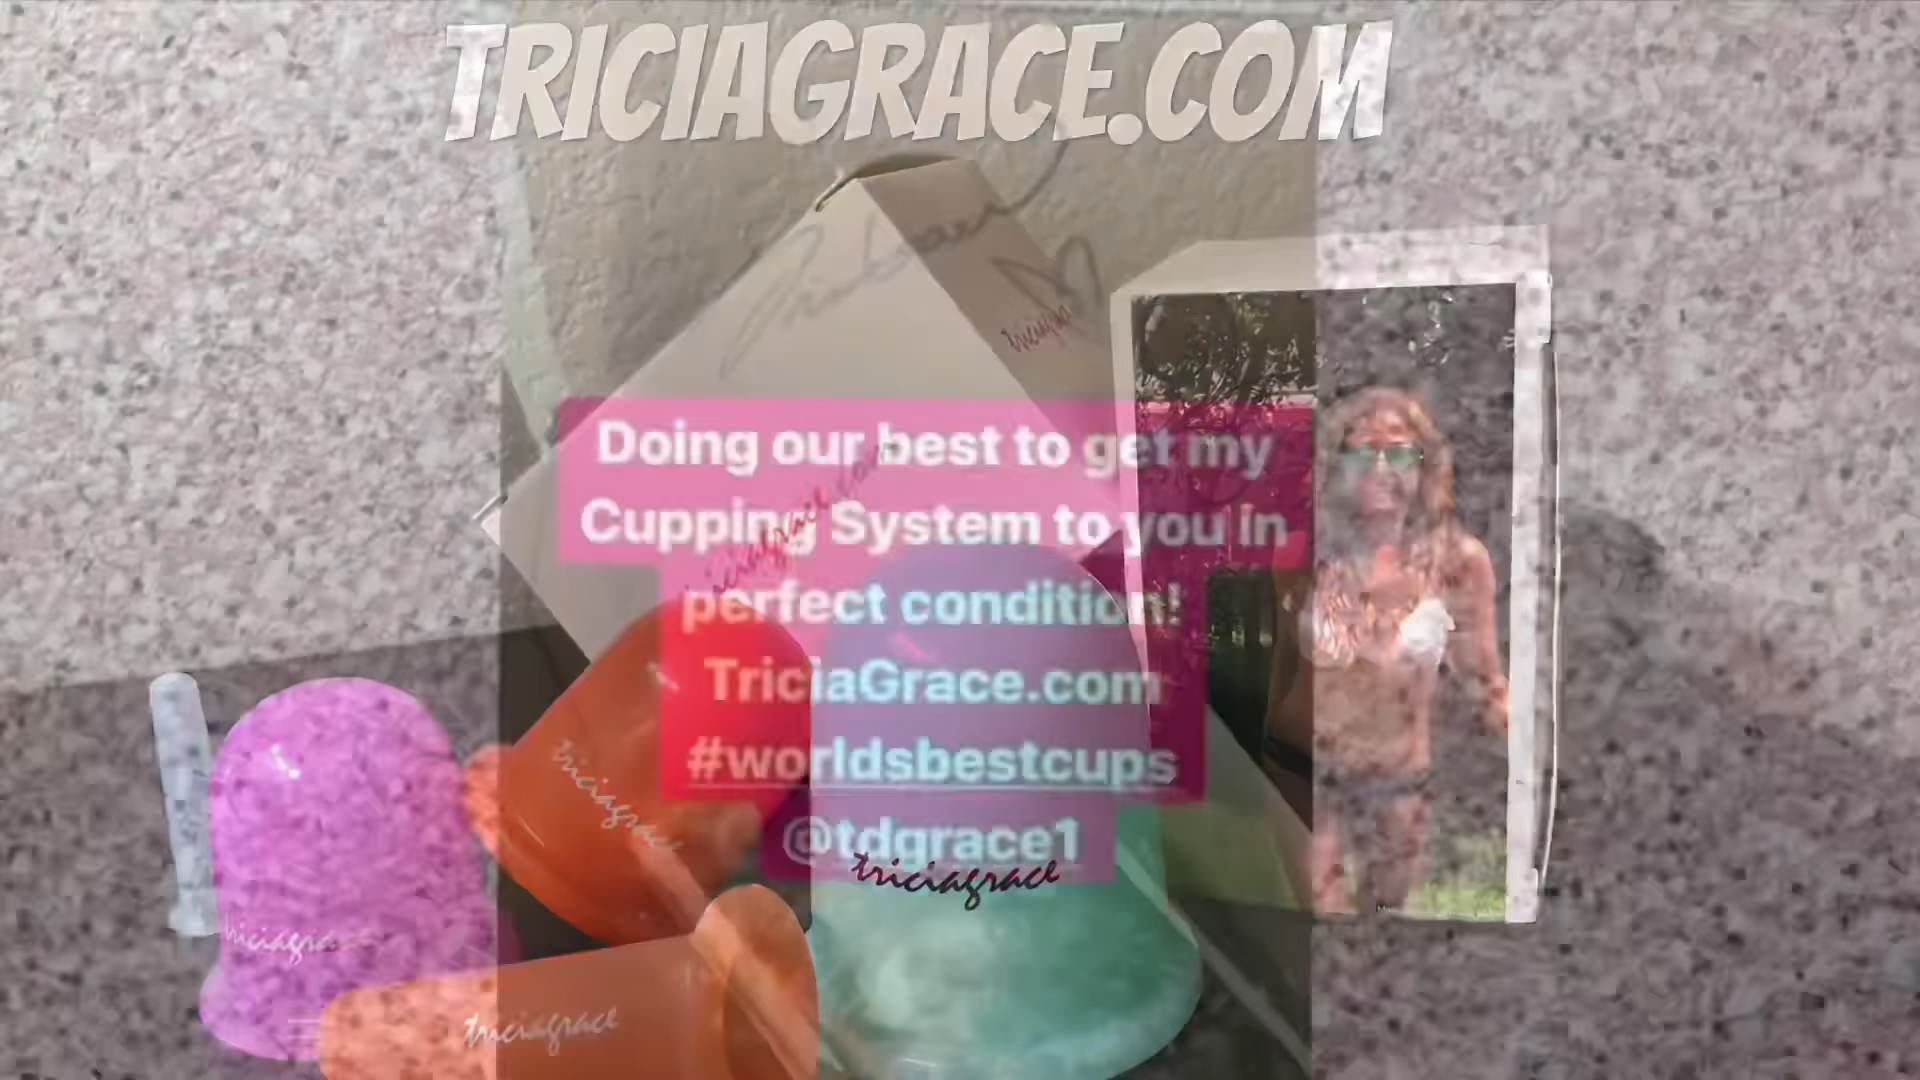 TRICIAGRACE.COM
Doing our best to get my
Cupping System to you in
perfect condition!
TriciaGrace.com
#worldsbestcups
@tdgrace1
triciagrace
triciagrace
triciagrace
triciagrace